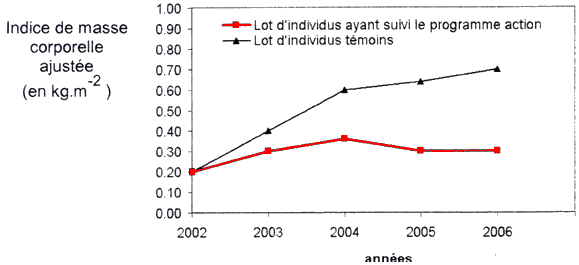 Indice de masse
corporelle
ajustée
(en kg.m-2 )
1.00
0.90
0.80
0.70
0.60
0.50
0.40
0.30
0.20
0.10
0.00
Lot d'individus ayant suivi le programme action
Lot d'individus témoins
2002 2003 2004 2005 2006
années